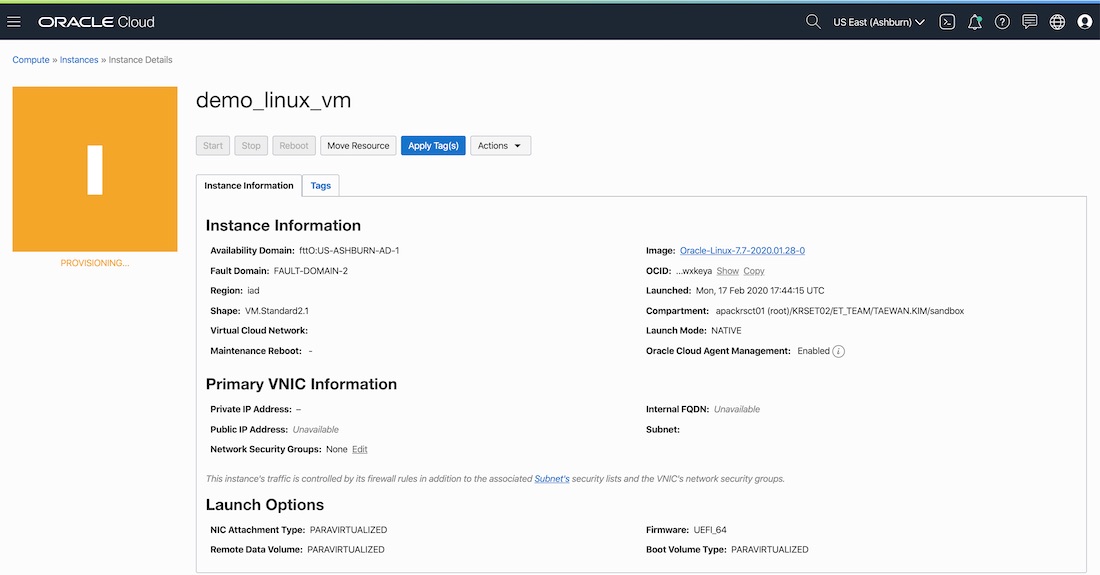 ORACLE Cloud
US East (Ashburn)
Compute » Instances » Instance Details
I
PROVISIONING...
demo_linux_vm
Start Stop Reboot Move Resource Apply Tag(s) Actions
Instance Information Tags
Instance Information
Availability Domain: fttO:US-ASHBURN-AD-1
Fault Domain: FAULT-DOMAIN-2
Region: iad
Shape: VM.Standard2.1
Virtual Cloud Network:
Maintenance Reboot: -
Image: Oracle-Linux-7.7-2020.01.28-0
OCID: ...wxkeya Show Copy
Launched: Mon, 17 Feb 2020 17:44:15 UTC
Compartment: apackrsct01 (root)/KRSET02/ET_TEAM/TAEWAN.KIM/sandbox
Launch Mode: NATIVE
Oracle Cloud Agent Management: Enabled i
Primary VNIC Information
Private IP Address: –
Public IP Address: Unavailable
Network Security Groups: None Edit
Internal FQDN: Unavailable
Subnet:
This instance's traffic is controlled by its firewall rules in addition to the associated Subnet's security lists and the VNIC's network security groups.
Launch Options
NIC Attachment Type: PARAVIRTUALIZED
Remote Data Volume: PARAVIRTUALIZED
Firmware: UEFI_64
Boot Volume Type: PARAVIRTUALIZED